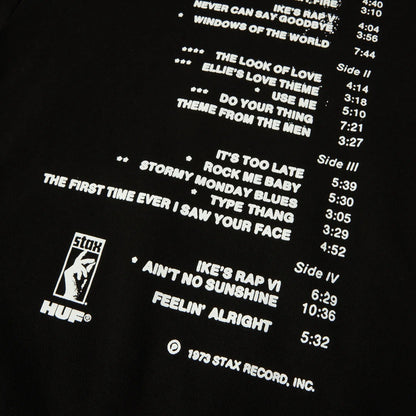 IKE'S RAP V 3:10
NEVER CAN SAY GOODBYE 4:04
* WINDOWS OF THE WORLD 3:56
7:44
Side II
**** THE LOOK OF LOVE 4:14
*** ELLIE'S LOVE THEME 3:18
* USE ME 5:10
*** DO YOUR THING 7:21
THEME FROM THE MEN 3:27
Side III
IT'S TOO LATE 5:39
* ROCK ME BABY 5:30
** STORMY MONDAY BLUES 3:05
* TYPE THANG 3:29
THE FIRST TIME EVER I SAW YOUR FACE 4:52
Side IV
IKE'S RAP VI 6:29
* AIN'T NO SUNSHINE 10:36
FEELIN' ALRIGHT 5:32
stax
HUF®
℗ 1973 STAX RECORD, INC.